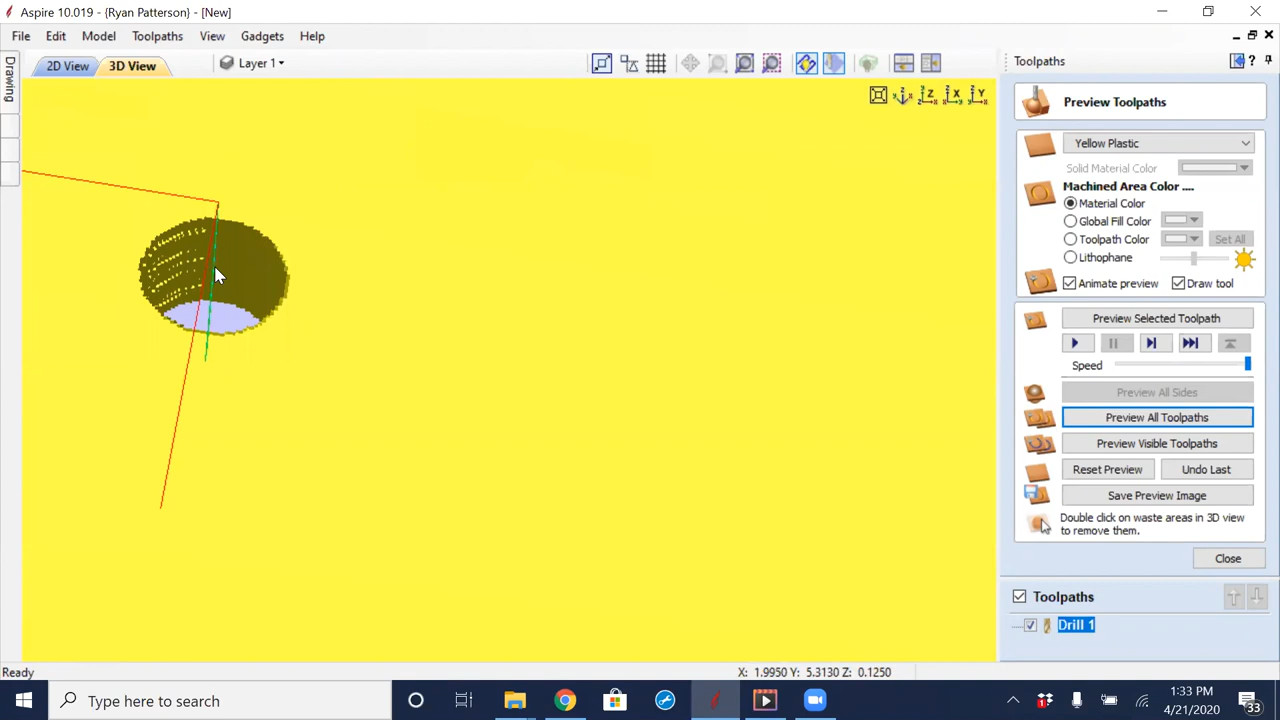 Aspire 10.019 - {Ryan Patterson} - [New]
File Edit Model Toolpaths View Gadgets Help
Drawing
2D View 3D View Layer 1
Toolpaths ?
Z X Y
Preview Toolpaths
Yellow Plastic
Solid Material Color
Machined Area Color ....
Material Color
Global Fill Color
Toolpath Color Set All
Lithophane
Animate preview Draw tool
Preview Selected Toolpath
Speed
Preview All Sides
Preview All Toolpaths
Preview Visible Toolpaths
Reset Preview Undo Last
Save Preview Image
Double click on waste areas in 3D view
to remove them.
Close
Toolpaths
Drill 1
Ready X: 1.9950 Y: 5.3130 Z: 0.1250
Type here to search
1:33 PM
4/21/2020
33